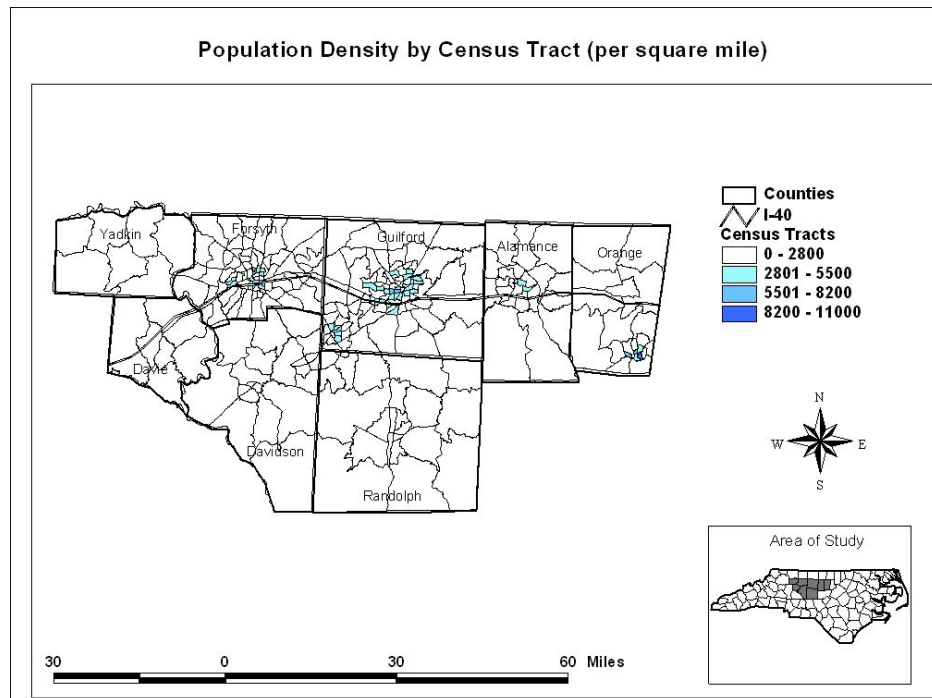 Population Density by Census Tract (per square mile)
Yadkin
Forsyth
Guilford
Alamance
Orange
Davie
Davidson
Randolph
Counties
I-40
Census Tracts
0 - 2800
2801 - 5500
5501 - 8200
8200 - 11000
N
W E
S
Area of Study
30 0 30 60 Miles